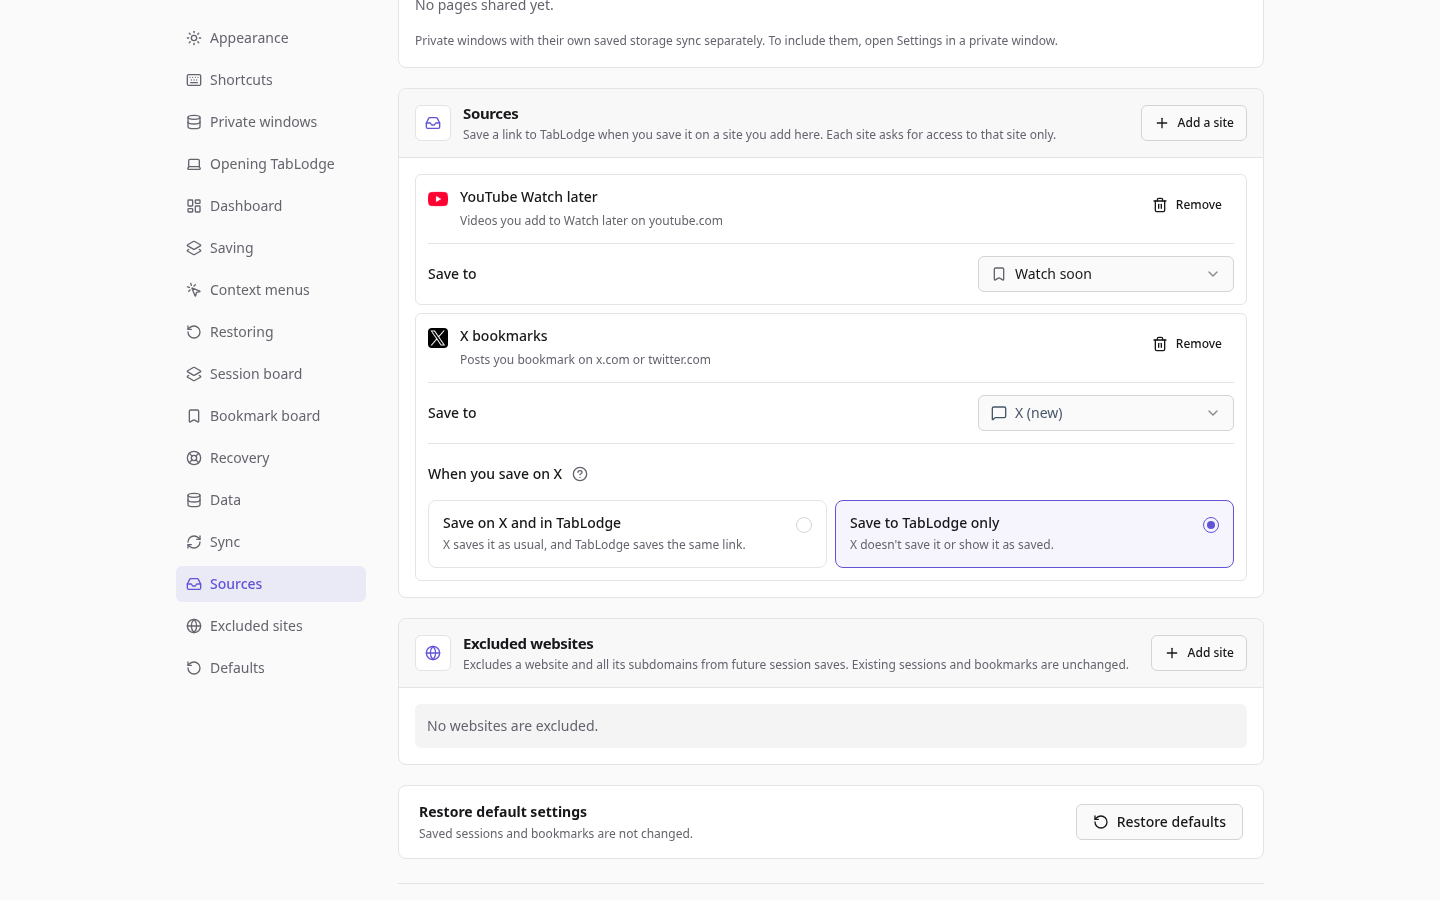 No pages shared yet.
Private windows with their own saved storage sync separately. To include them, open Settings in a private window.
Appearance
Shortcuts
Private windows
Opening TabLodge
Dashboard
Saving
Context menus
Restoring
Session board
Bookmark board
Recovery
Data
Sync
Sources
Excluded sites
Defaults
Sources
Save a link to TabLodge when you save it on a site you add here. Each site asks for access to that site only.
Add a site
YouTube Watch later
Videos you add to Watch later on youtube.com
Remove
Save to
Watch soon
X bookmarks
Posts you bookmark on x.com or twitter.com
Remove
Save to
X (new)
When you save on X
Save on X and in TabLodge
X saves it as usual, and TabLodge saves the same link.
Save to TabLodge only
X doesn't save it or show it as saved.
Excluded websites
Excludes a website and all its subdomains from future session saves. Existing sessions and bookmarks are unchanged.
Add site
No websites are excluded.
Restore default settings
Saved sessions and bookmarks are not changed.
Restore defaults